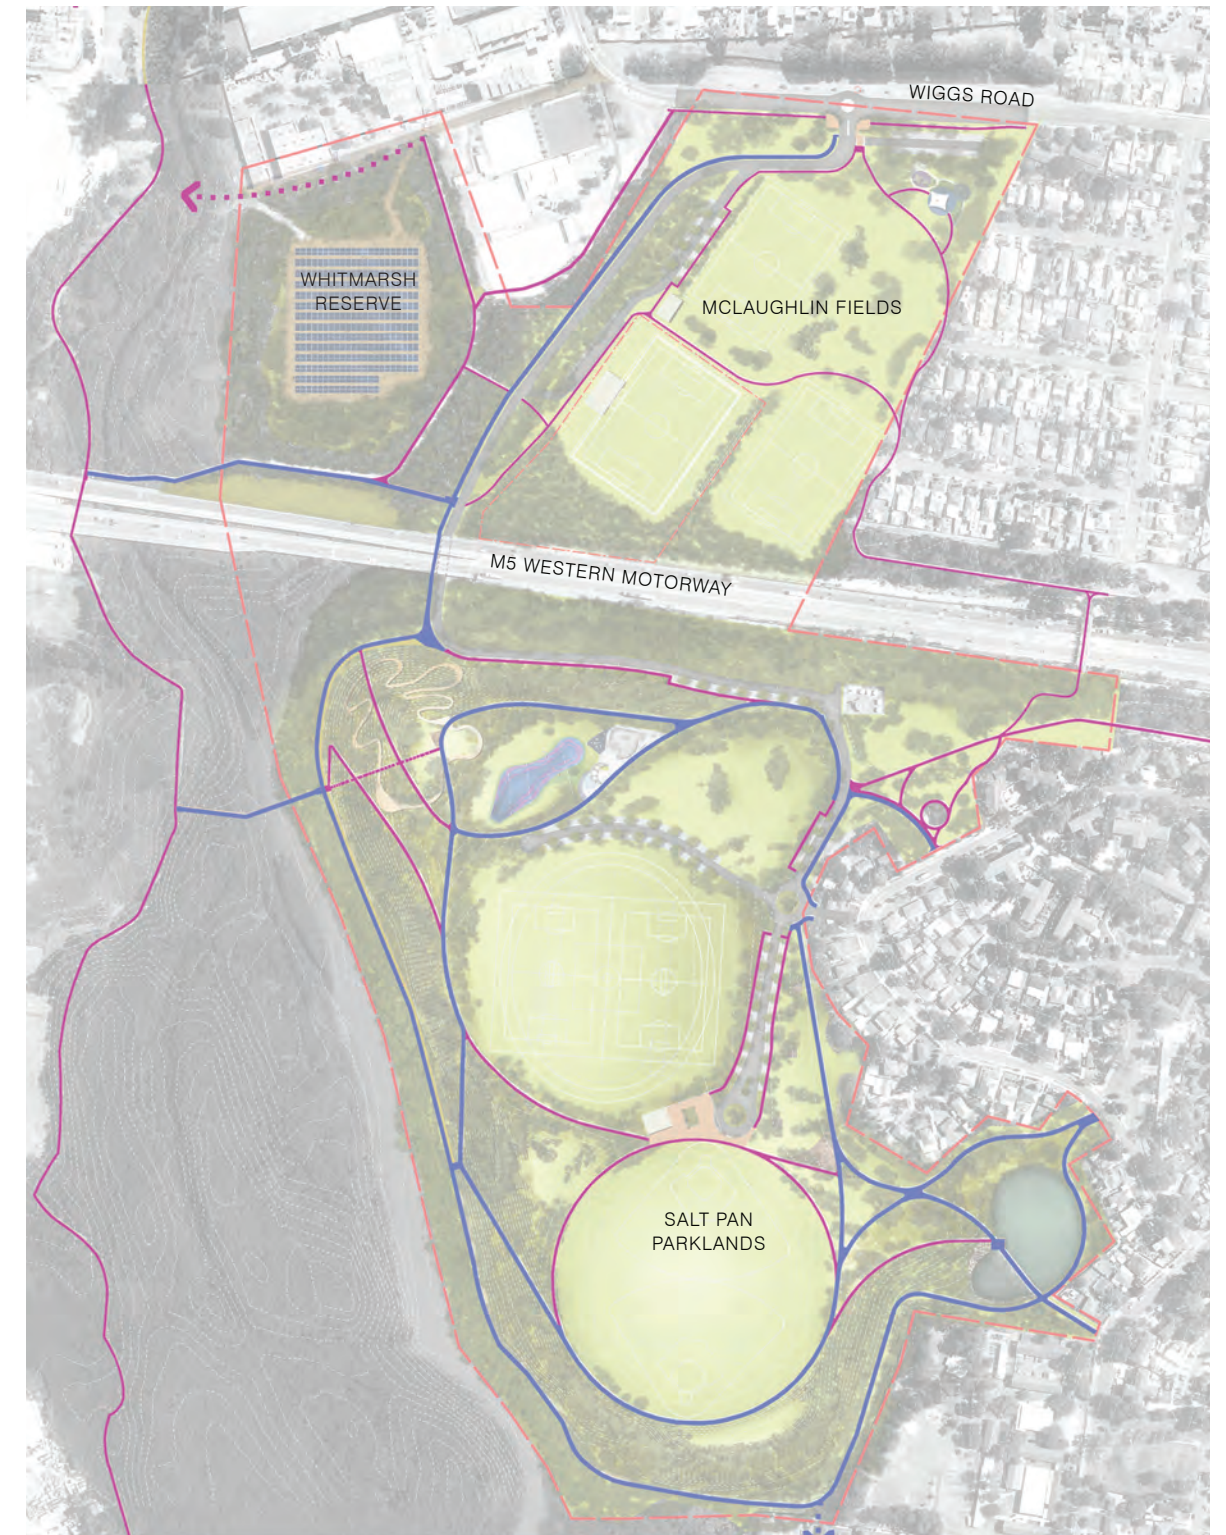 WIGGS ROAD
WHITMARSH
RESERVE
MCLAUGHLIN FIELDS
M5 WESTERN MOTORWAY
SALT PAN
PARKLANDS